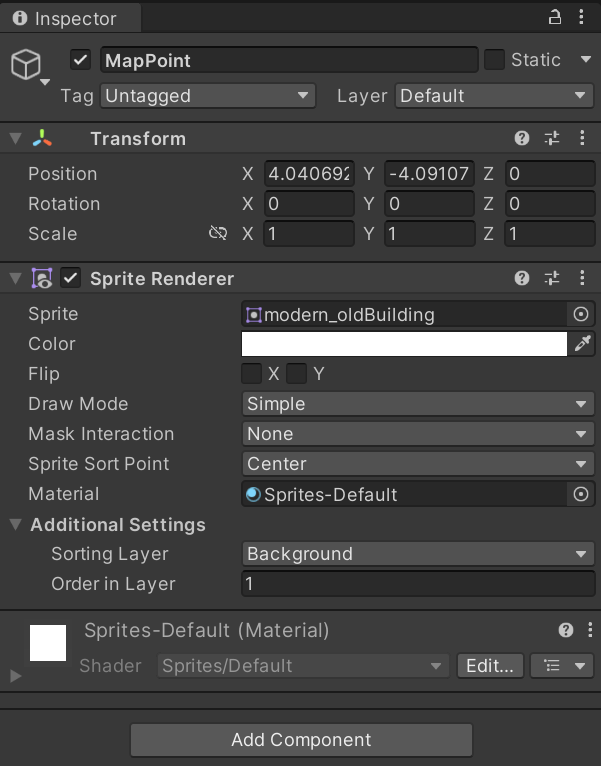 Inspector
MapPoint Static
Tag Untagged Layer Default
Transform
Position X 4.040692 Y -4.09107 Z 0
Rotation X 0 Y 0 Z 0
Scale X 1 Y 1 Z 1
Sprite Renderer
Sprite modern_oldBuilding
Color
Flip X Y
Draw Mode Simple
Mask Interaction None
Sprite Sort Point Center
Material Sprites-Default
Additional Settings
Sorting Layer Background
Order in Layer 1
Sprites-Default (Material)
Shader Sprites/Default Edit...
Add Component